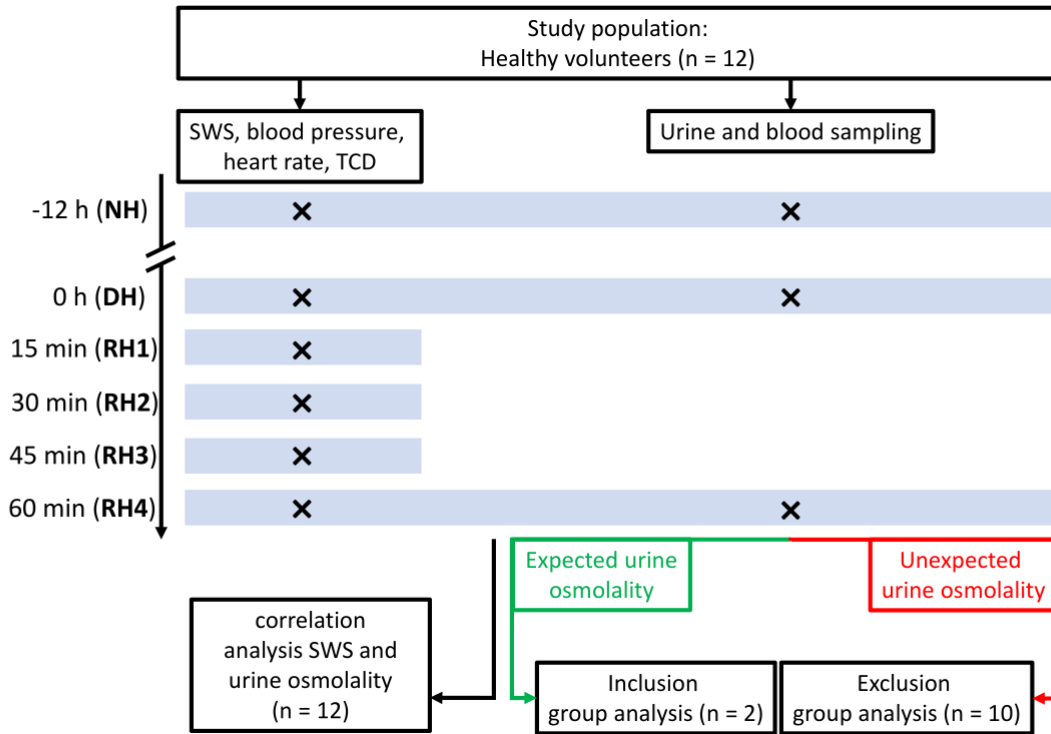 Study population:
Healthy volunteers (n = 12)
SWS, blood pressure,
heart rate, TCD
Urine and blood sampling
-12 h (NH)
0 h (DH)
15 min (RH1)
30 min (RH2)
45 min (RH3)
60 min (RH4)
Expected urine
osmolality
Unexpected
urine osmolality
correlation
analysis SWS and
urine osmolality
(n = 12)
Inclusion
group analysis (n = 2)
Exclusion
group analysis (n = 10)